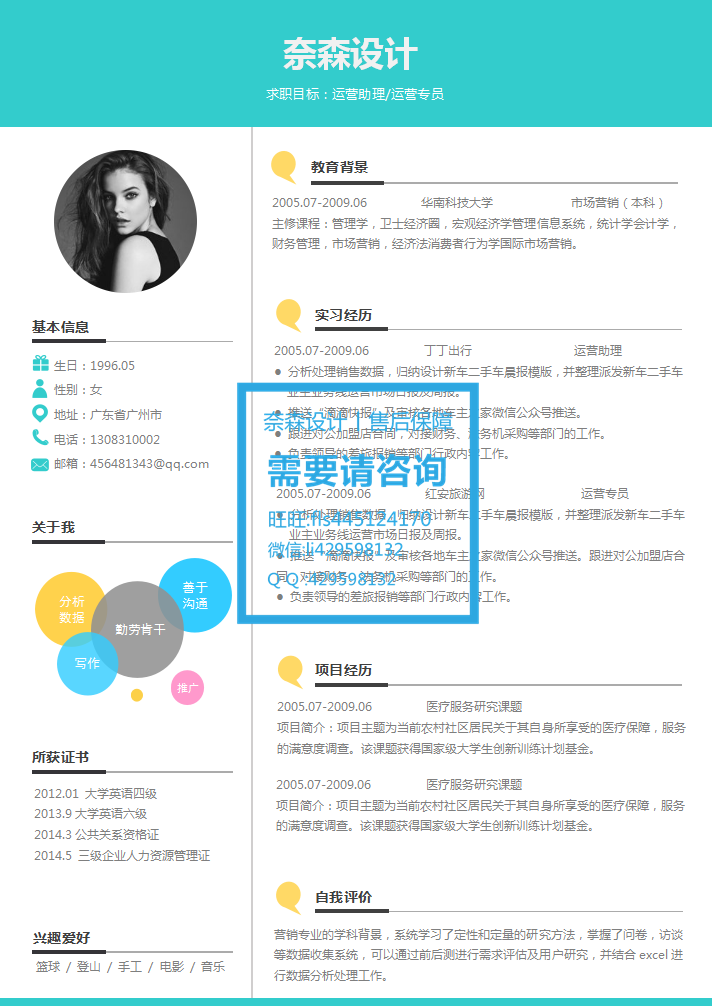 奈森设计
求职目标：运营助理/运营专员
基本信息
生日：1996.05
性别：女
地址：广东省广州市
电话：1308310002
邮箱：456481343@qq.com
关于我
分析
数据
善于
沟通
勤劳肯干
写作
推广
所获证书
2012.01 大学英语四级
2013.9 大学英语六级
2014.3 公共关系资格证
2014.5 三级企业人力资源管理证
兴趣爱好
篮球 / 登山 / 手工 / 电影 / 音乐
教育背景
2005.07-2009.06 华南科技大学 市场营销（本科）
主修课程：管理学，卫士经济圈，宏观经济学管理信息系统，统计学会计学，
财务管理，市场营销，经济法消费者行为学国际市场营销。
实习经历
2005.07-2009.06 丁丁出行 运营助理
● 分析处理销售数据，归纳设计新车二手车晨报模版，并整理派发新车二手车
业主业务线运营市场日报及周报。
● 推送“滴滴快报”及审核各地车主之家微信公众号推送。
● 跟进对公加盟店合同，对接财务、法务机采购等部门的工作。
● 负责领导的差旅报销等部门行政内务工作。
2005.07-2009.06 红安旅游网 运营专员
● 分析处理销售数据，归纳设计新车二手车晨报模版，并整理派发新车二手车
业主业务线运营市场日报及周报。
● 推送“滴滴快报”及审核各地车主之家微信公众号推送。跟进对公加盟店合
同，对接财务、法务机采购等部门的工作。
● 负责领导的差旅报销等部门行政内务工作。
奈森设计丨售后保障
需要请咨询
微信:lj429598132
QQ :429598132
项目经历
2005.07-2009.06 医疗服务研究课题
项目简介：项目主题为当前农村社区居民关于其自身所享受的医疗保障，服务
的满意度调查。该课题获得国家级大学生创新训练计划基金。
2005.07-2009.06 医疗服务研究课题
项目简介：项目主题为当前农村社区居民关于其自身所享受的医疗保障，服务
的满意度调查。该课题获得国家级大学生创新训练计划基金。
自我评价
营销专业的学科背景，系统学习了定性和定量的研究方法，掌握了问卷，访谈
等数据收集系统，可以通过前后测进行需求评估及用户研究，并结合 excel 进
行数据分析处理工作。